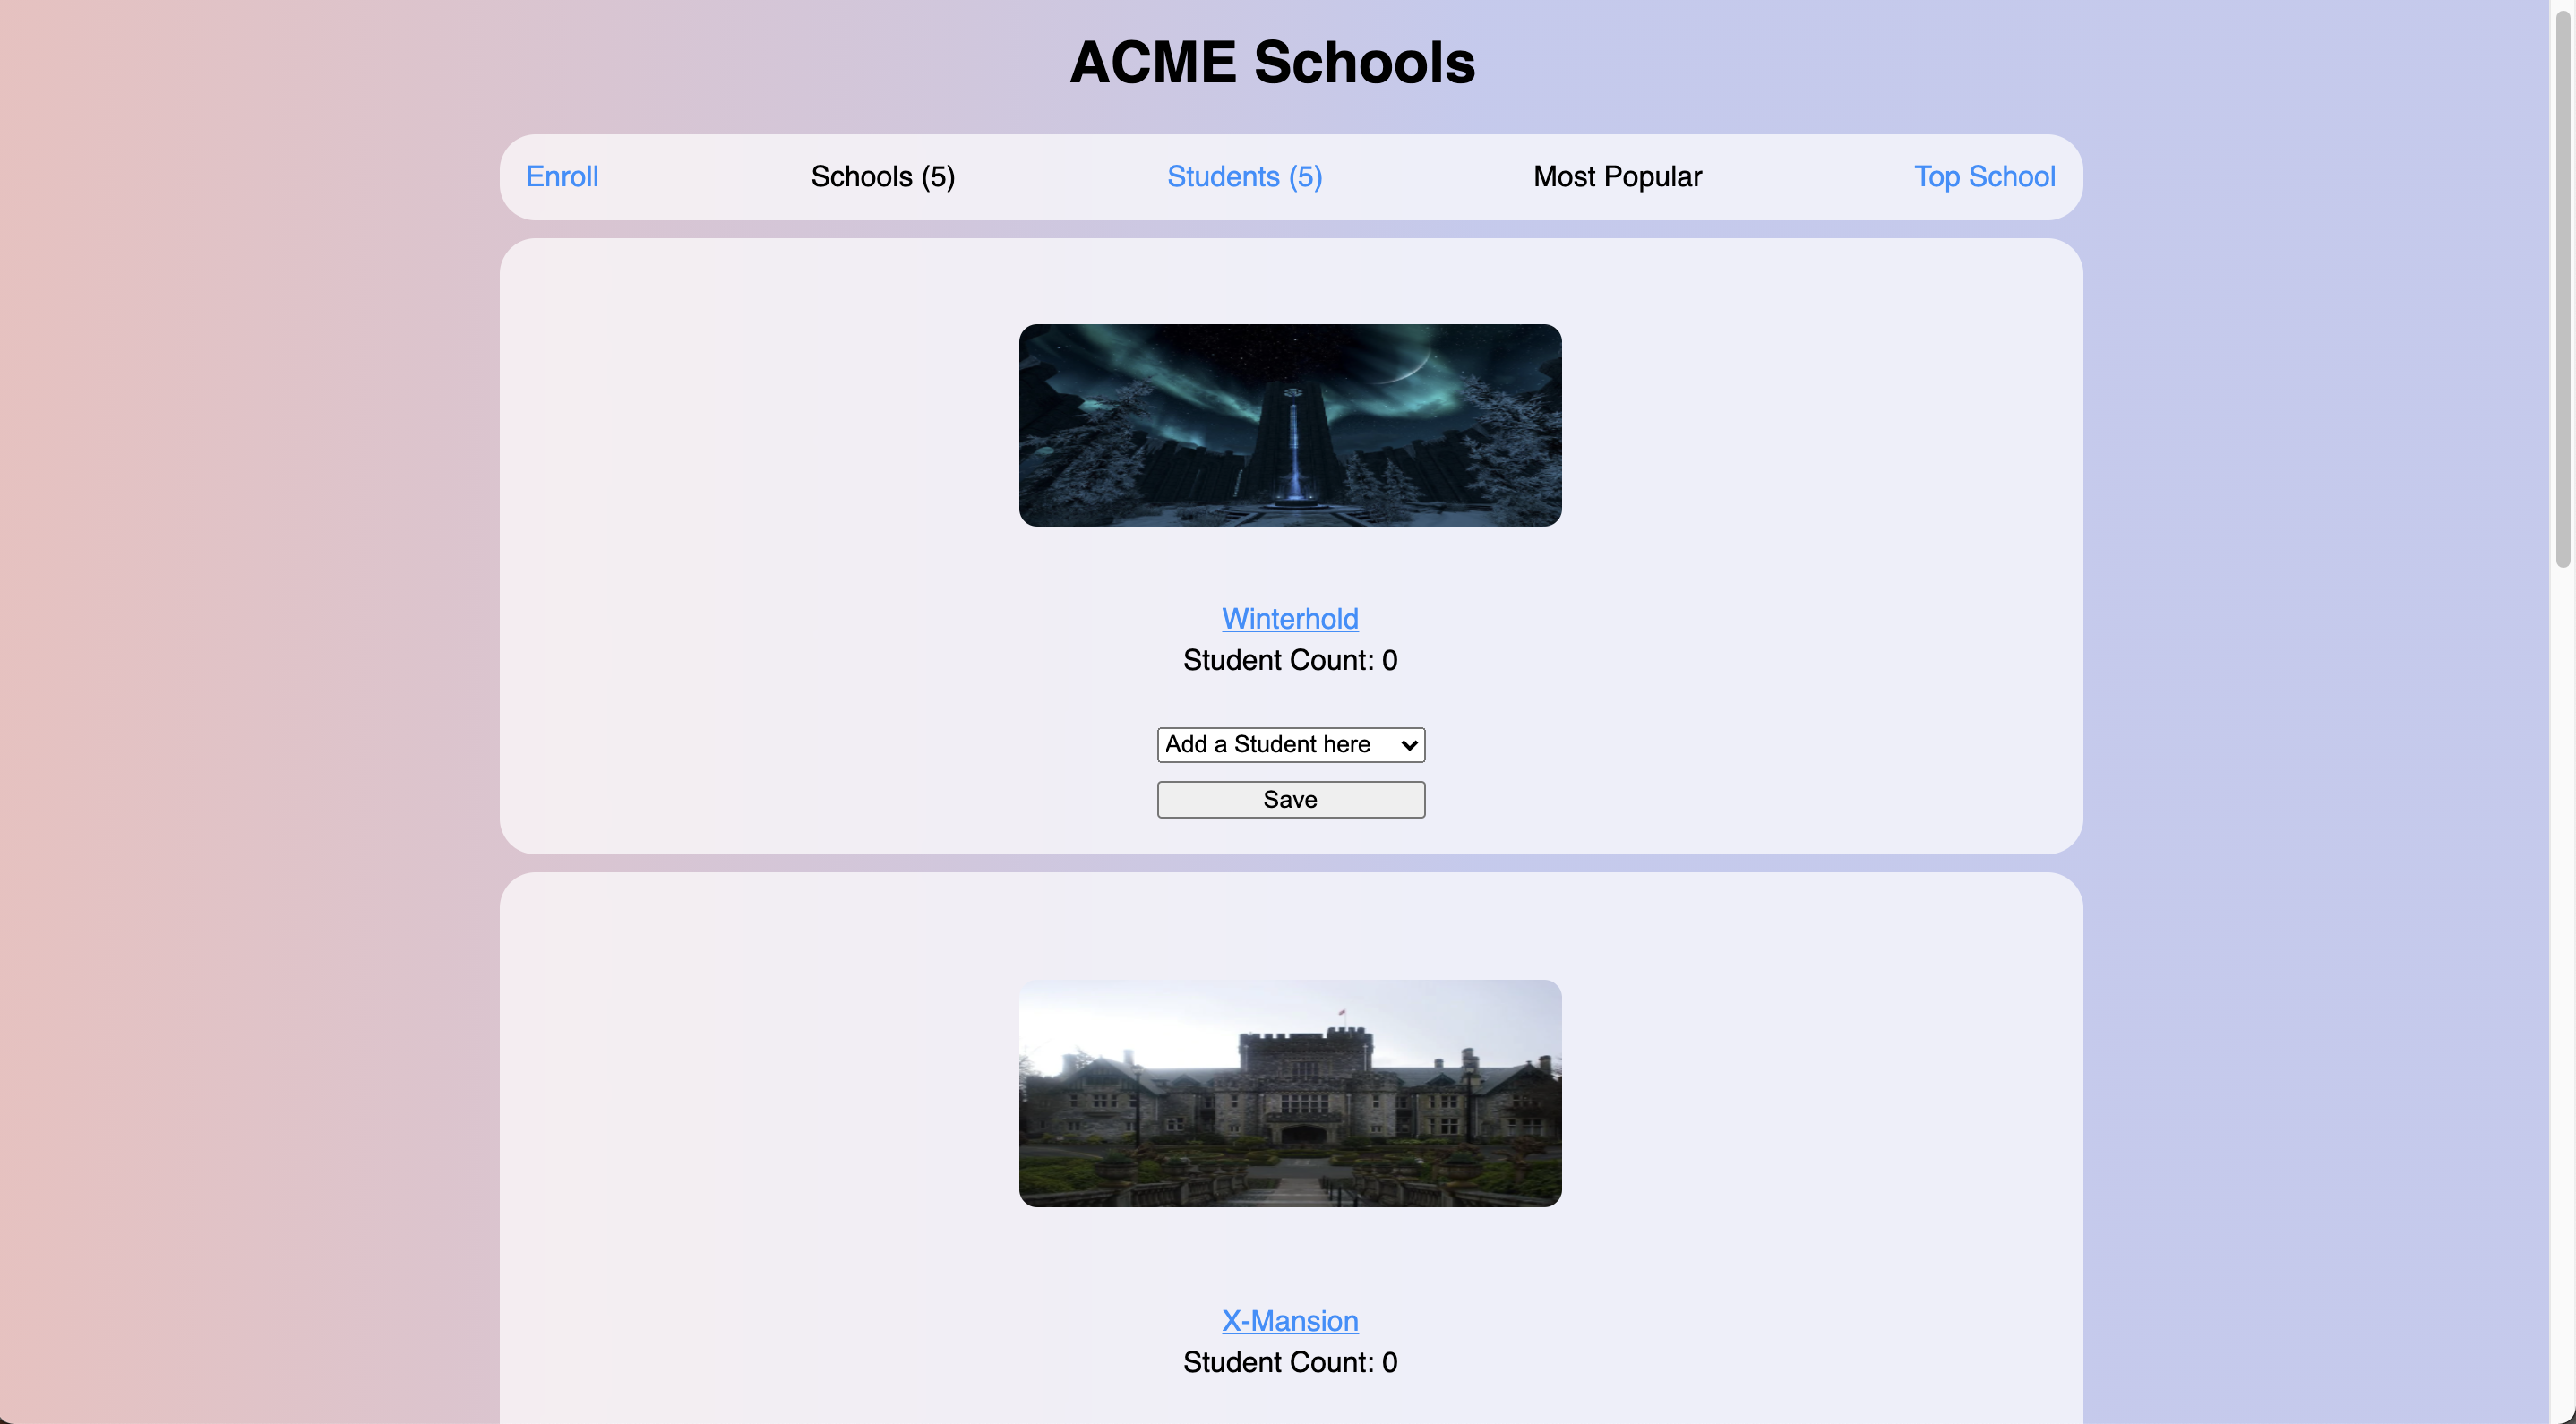 ACME Schools
Enroll Schools (5) Students (5) Most Popular Top School
Winterhold
Student Count: 0
Add a Student here
Save
X-Mansion
Student Count: 0